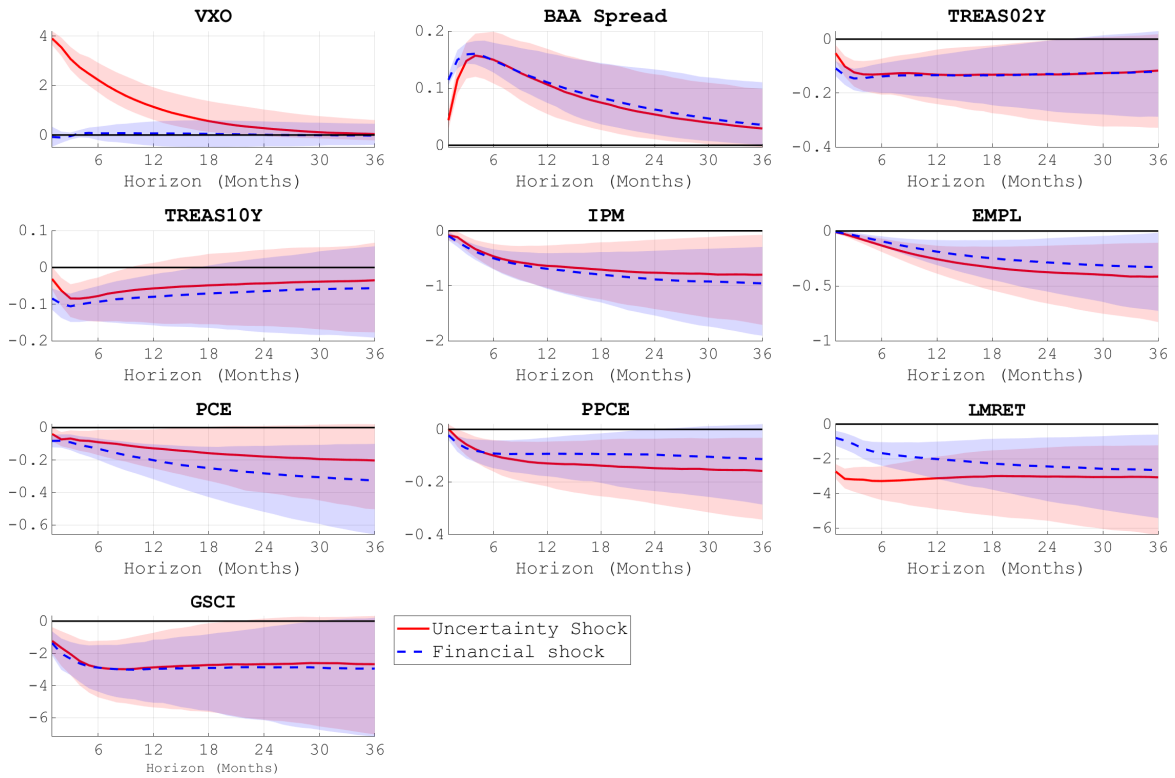 VXO
4
2
0
6 12 18 24 30 36
Horizon (Months)
BAA Spread
0.2
0.1
0
6 12 18 24 30 36
Horizon (Months)
TREAS02Y
0
-0.2
-0.4
6 12 18 24 30 36
Horizon (Months)
TREAS10Y
0.1
0
-0.1
-0.2
6 12 18 24 30 36
Horizon (Months)
IPM
0
-1
-2
6 12 18 24 30 36
Horizon (Months)
EMPL
0
-0.5
-1
6 12 18 24 30 36
Horizon (Months)
PCE
0
-0.2
-0.4
-0.6
6 12 18 24 30 36
Horizon (Months)
PPCE
0
-0.2
-0.4
6 12 18 24 30 36
Horizon (Months)
LMRET
0
-2
-4
-6
6 12 18 24 30 36
Horizon (Months)
GSCI
0
-2
-4
-6
6 12 18 24 30 36
Horizon (Months)
Uncertainty Shock
Financial shock